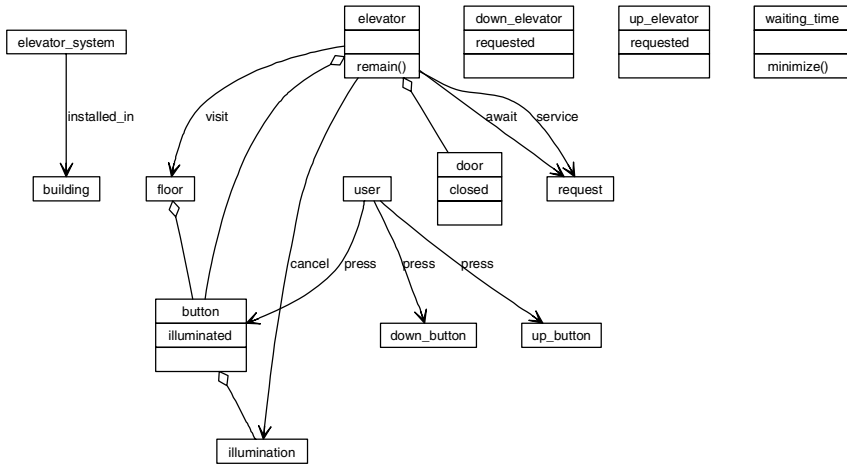 elevator
down_elevator
up_elevator
waiting_time
elevator_system
requested
requested
remain()
minimize()
installed_in
visit
await
service
door
building
floor
user
closed
request
cancel
press
press
press
button
illuminated
down_button
up_button
illumination